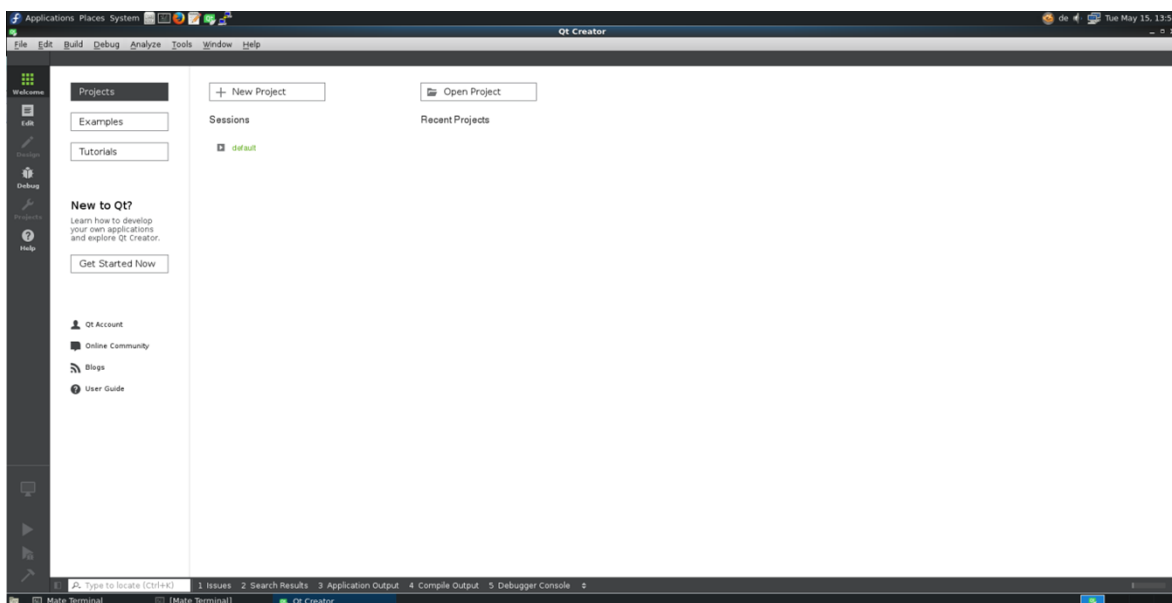 Applications Places System
de Tue May 15, 13:5
Qt Creator
File Edit Build Debug Analyze Tools Window Help
Welcome
Edit
Design
Debug
Projects
Help
Projects
Examples
Tutorials
New to Qt?
Learn how to develop
your own applications
and explore Qt Creator.
Get Started Now
Qt Account
Online Community
Blogs
User Guide
New Project
Open Project
Sessions
Recent Projects
default
Type to locate (Ctrl+K)
1 Issues 2 Search Results 3 Application Output 4 Compile Output 5 Debugger Console
Mate Terminal
[Mate Terminal]
Qt Creator